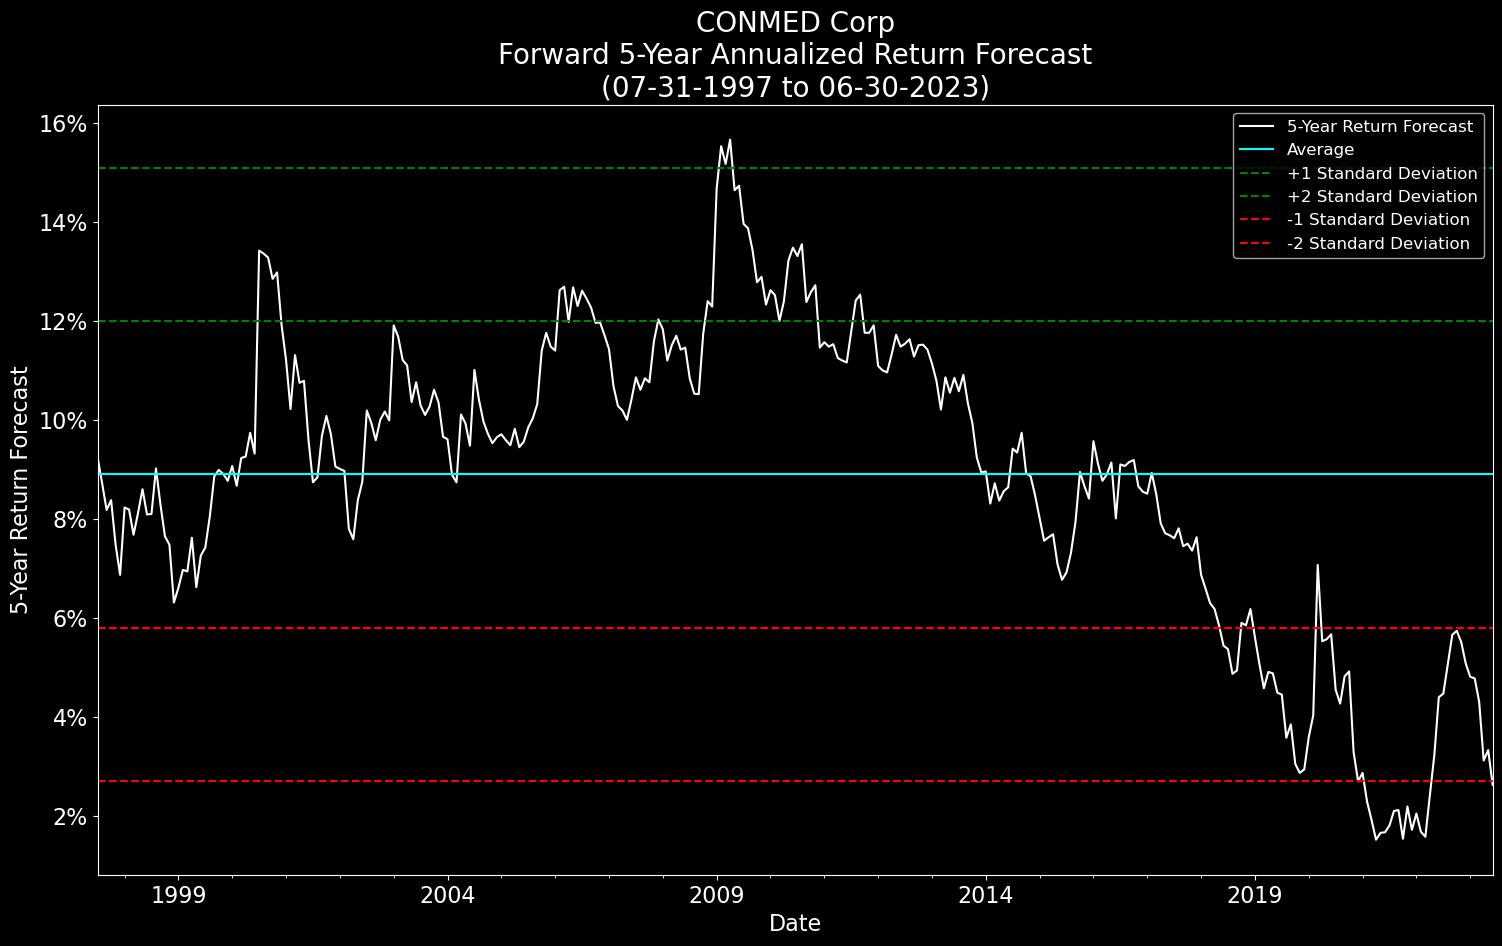 CONMED Corp
Forward 5-Year Annualized Return Forecast
(07-31-1997 to 06-30-2023)
16%
14%
12%
10%
8%
6%
4%
2%
5-Year Return Forecast
5-Year Return Forecast
Average
+1 Standard Deviation
+2 Standard Deviation
-1 Standard Deviation
-2 Standard Deviation
1999 2004 2009 2014 2019
Date